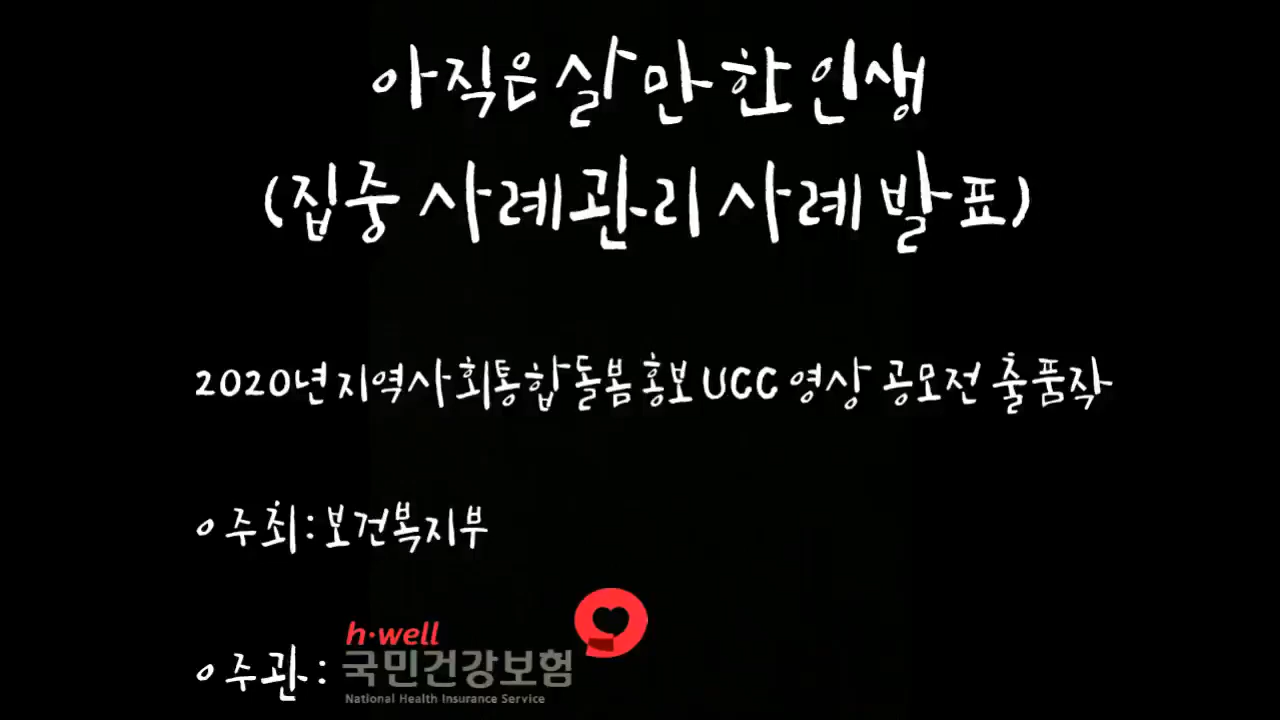 아직은 살만한 인생
(집중 사례관리 사례 발표)
2020년 지역사회통합돌봄 홍보 UCC 영상 공모전 출품작
ㅇ주최:보건복지부
ㅇ주관:
h·well
국민건강보험
National Health Insurance Service